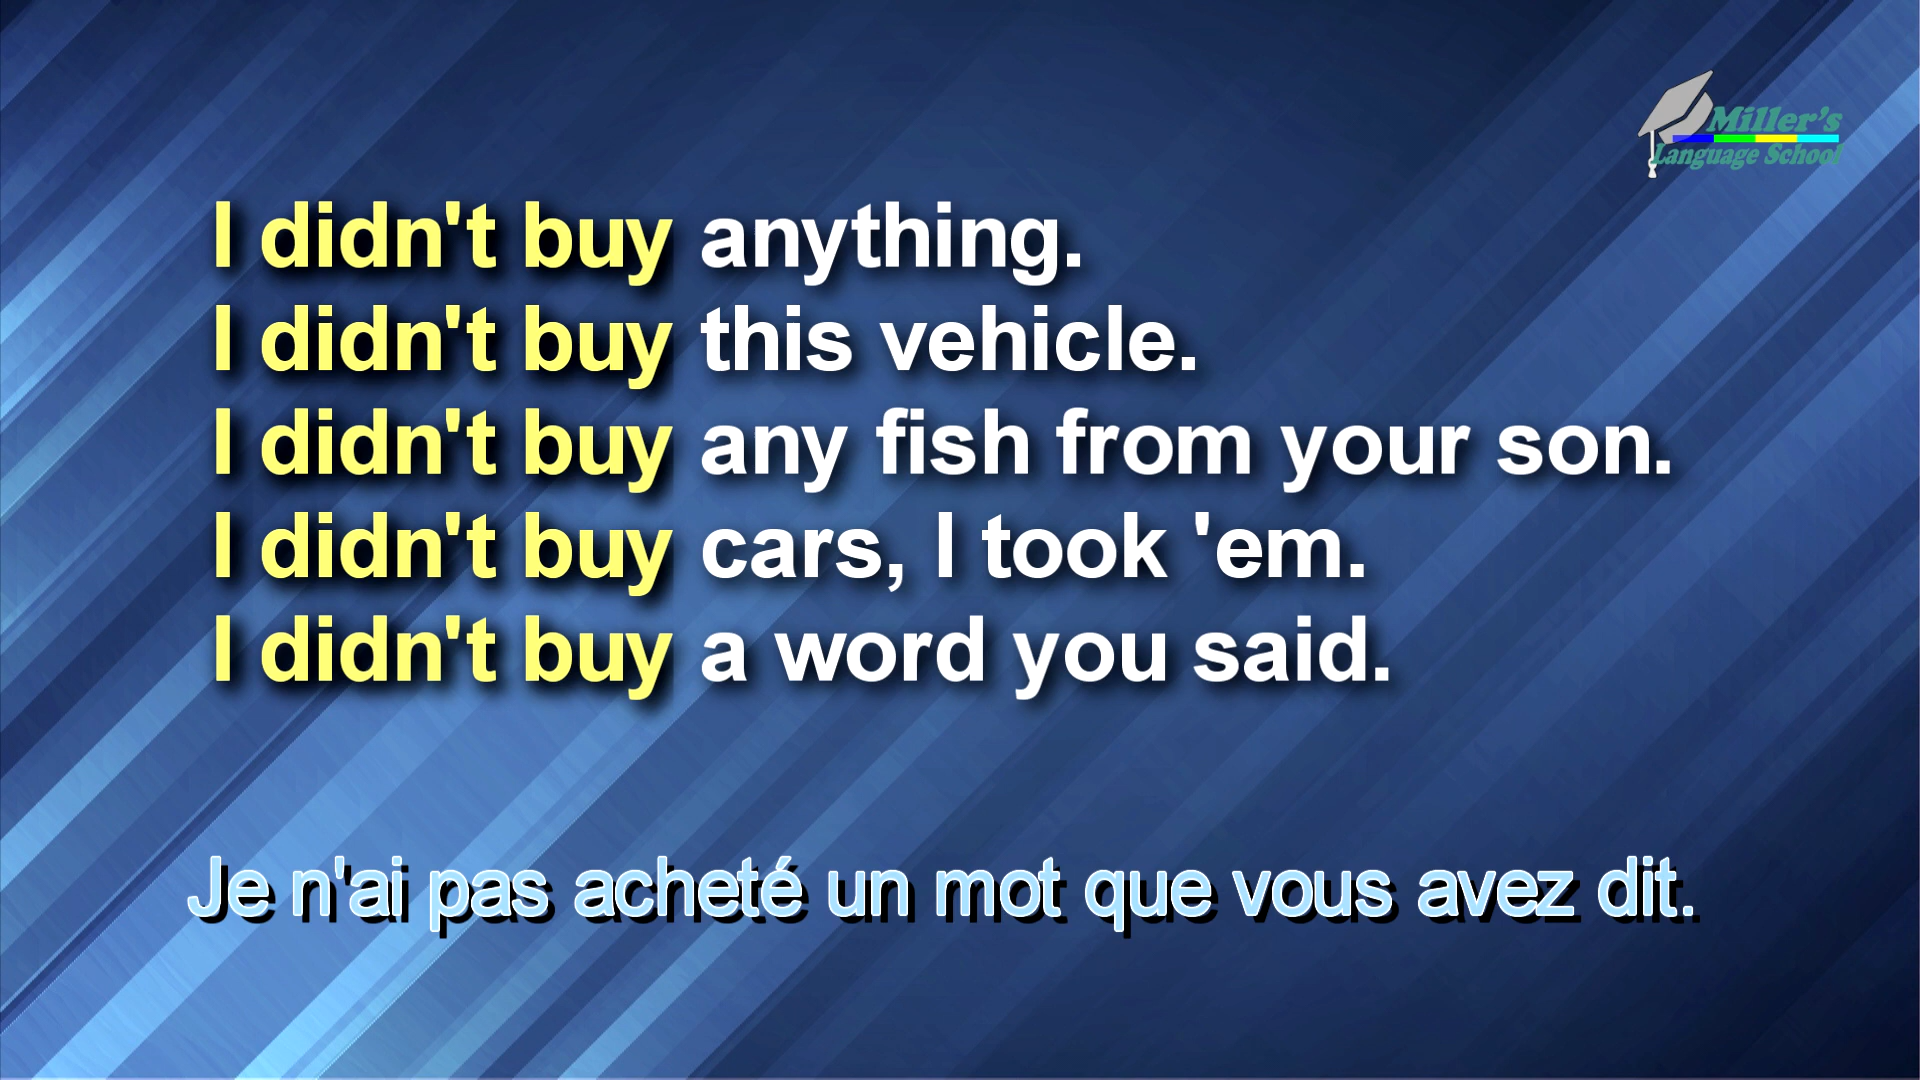 Miller's
Language School
I didn't buy anything.
I didn't buy this vehicle.
I didn't buy any fish from your son.
I didn't buy cars, I took 'em.
I didn't buy a word you said.
Je n'ai pas acheté un mot que vous avez dit.